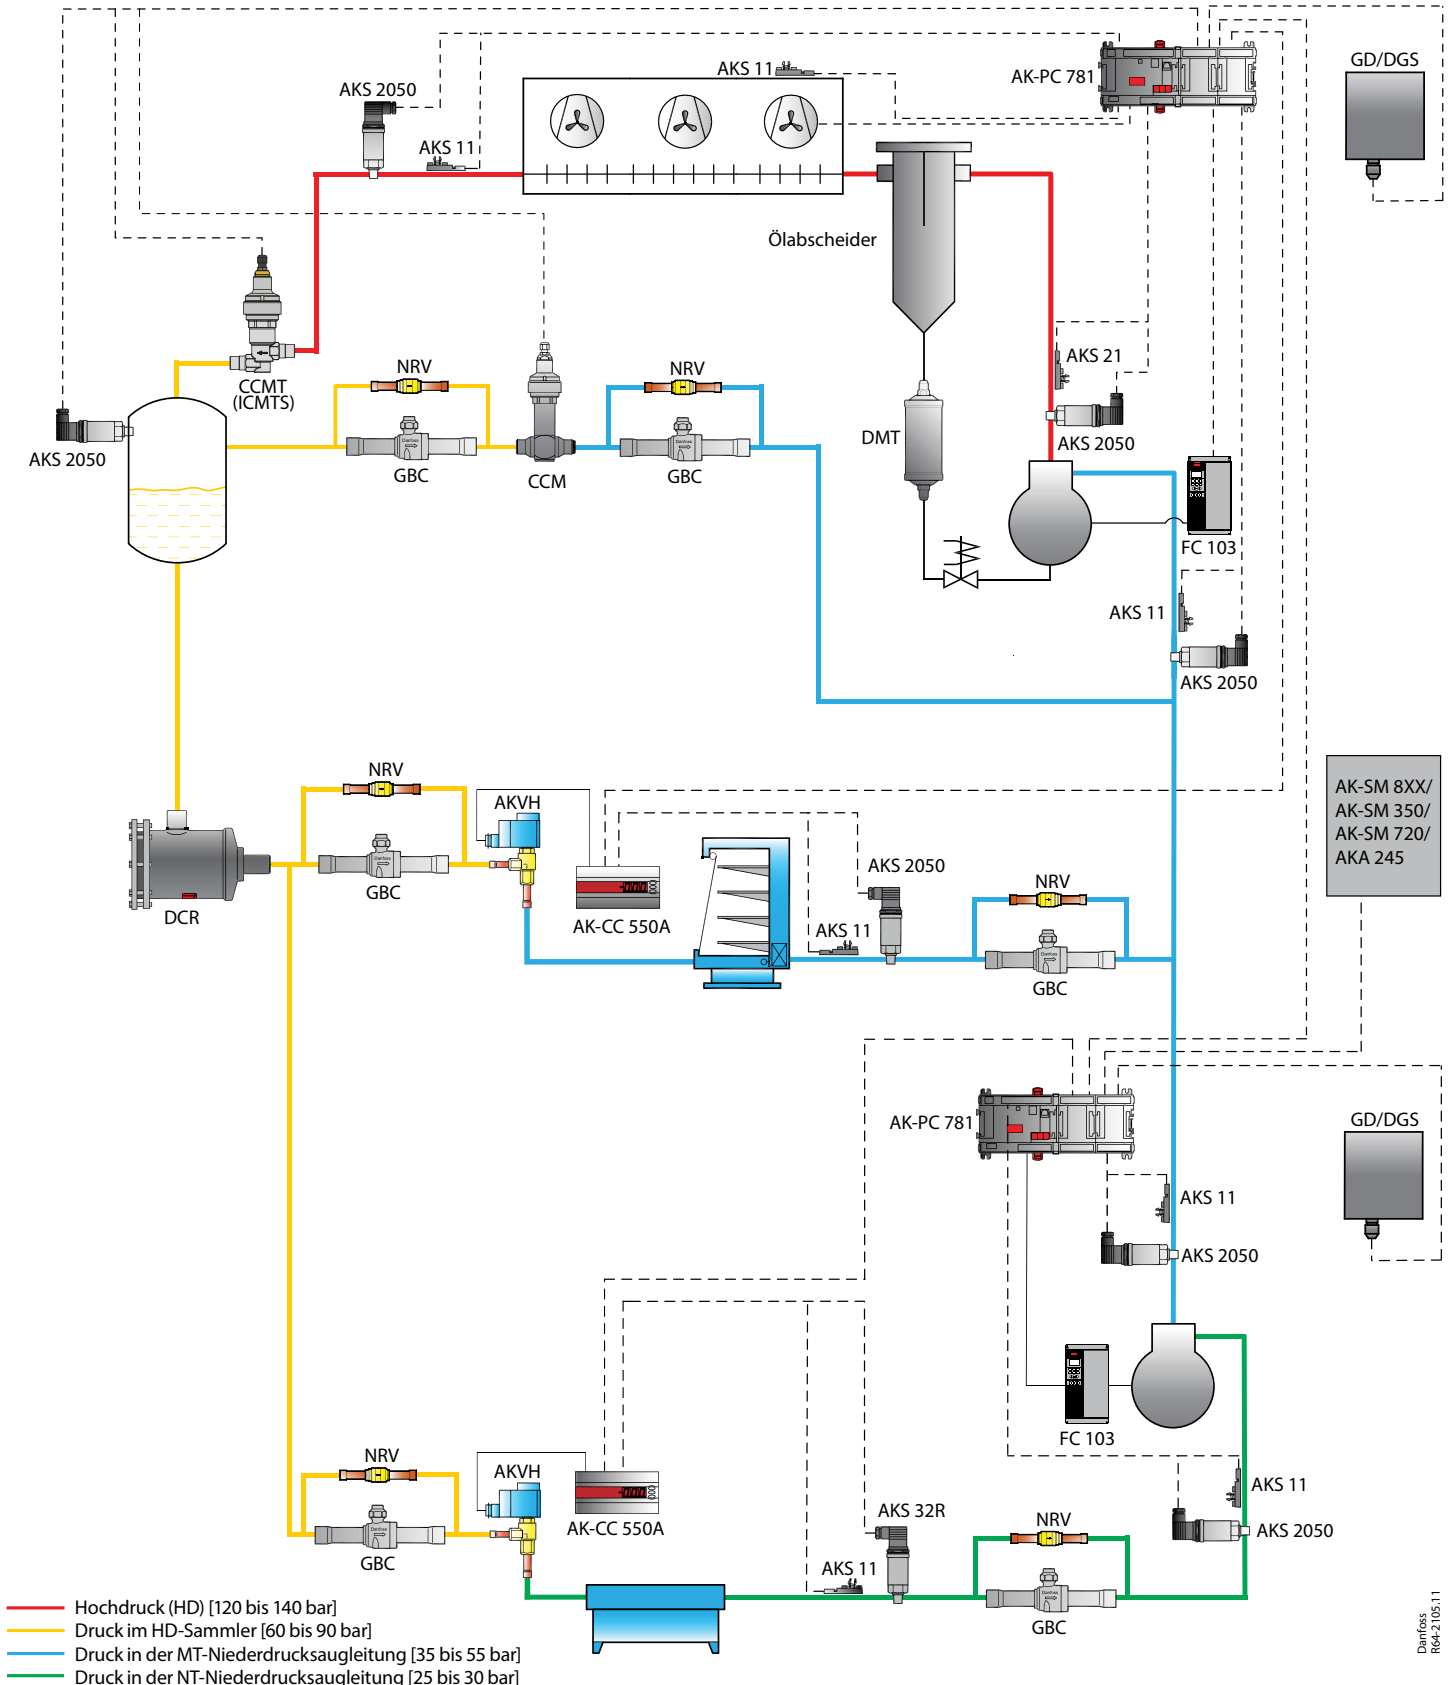 AKS 11
AK-PC 781
GD/DGS
AKS 2050
AKS 11
Ölabscheider
CCMT
(ICMTS)
NRV
NRV
AKS 21
AKS 2050
DMT
AKS 2050
GBC
CCM
GBC
FC 103
AKS 11
AKS 2050
NRV
AKVH
AK-SM 8XX/
AK-SM 350/
AK-SM 720/
AKA 245
AKS 2050
NRV
GBC
DCR
AK-CC 550A
AKS 11
GBC
AK-PC 781
GD/DGS
AKS 11
AKS 2050
FC 103
NRV
AKVH
AKS 11
AKS 32R
NRV
AKS 2050
AK-CC 550A
GBC
AKS 11
GBC
Hochdruck (HD) [120 bis 140 bar]
Druck im HD-Sammler [60 bis 90 bar]
Druck in der MT-Niederdrucksaugleitung [35 bis 55 bar]
Druck in der NT-Niederdrucksaugleitung [25 bis 30 bar]
Danfoss
R64-2105.11